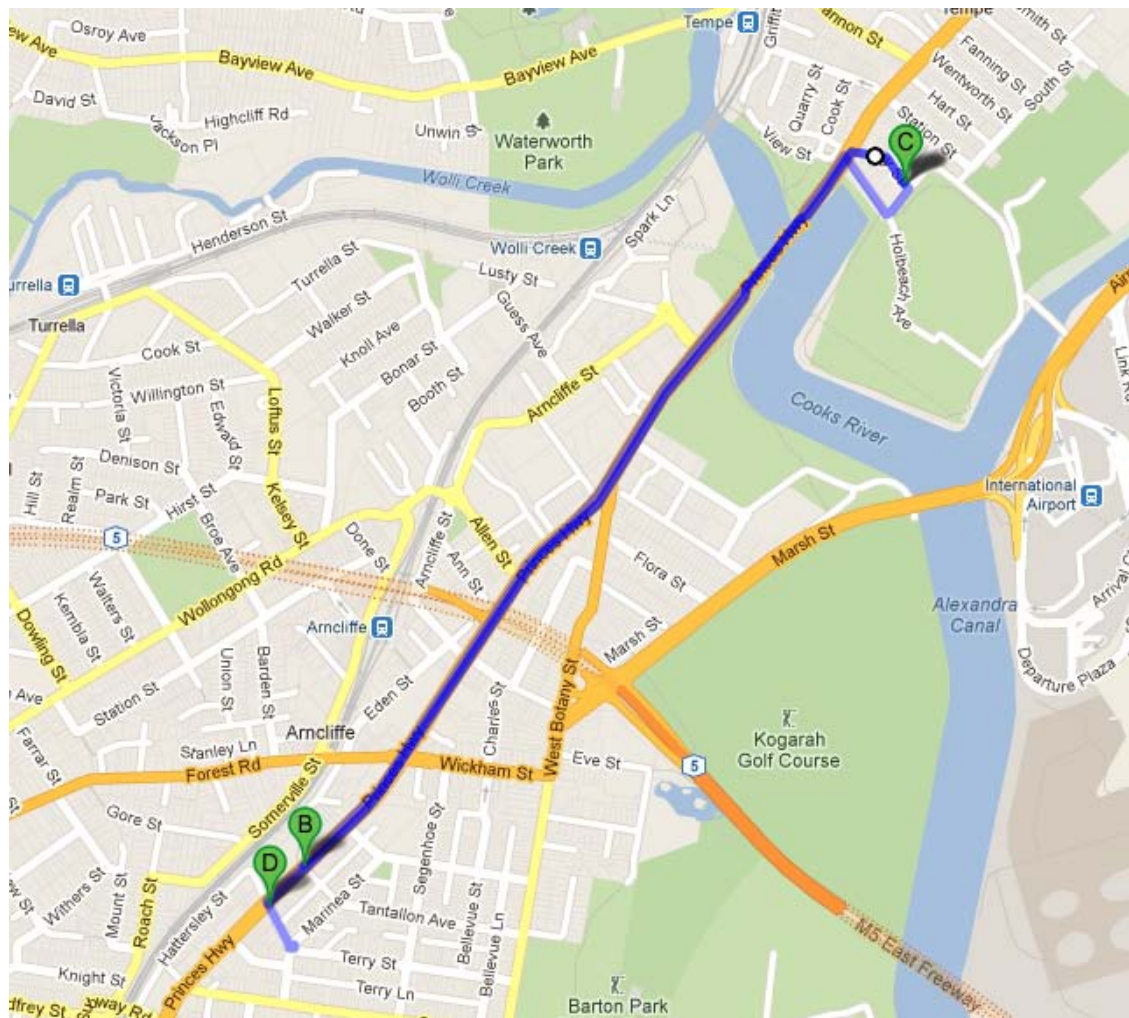 Osroy Ave
Tempe
Tempe
Bayview Ave
Bayview Ave
David St
Highcliff Rd
Jackson Pl
Unwin St
Waterworth
Park
Quarry St
Cook St
View St
Fanning St
Wentworth St
Hart St
Station St
South St
C
Wolli Creek
Henderson St
Spark Ln
Wolli Creek
Lusty St
Princes Hwy
Holbeach Ave
Turrella St
Turrella
Walker St
Guess Ave
Knoll Ave
Cook St
Bonar St
Booth St
Willington St
Victoria St
Edward St
Loftus St
Arncliffe St
Cooks River
Link Rd
Denison St
Hill St
Realm St
Park St
Hirst St
Kelsey St
International
Airport
5
Broe Ave
Done St
Arncliffe St
Allen St
Ann St
Princes Hwy
Flora St
Marsh St
Wollongong Rd
Walters St
Kembla St
Dowling St
Arncliffe
Marsh St
Alexandra
Canal
Departure Plaza
Station St
Union St
Barden St
Eden St
Charles St
West Botany St
Farrar St
Stanley Ln
Arncliffe
Princes Hwy
Forest Rd
Wickham St
Eve St
Kogarah
Golf Course
5
Somerville St
Gore St
B
D
Segenhoe St
Withers St
Mount St
Roach St
Hattersley St
Marinea St
Tantallon Ave
Bellevue St
Bellevue Ln
Princes Hwy
Terry St
Terry Ln
Knight St
M5 East Freeway
Barton Park